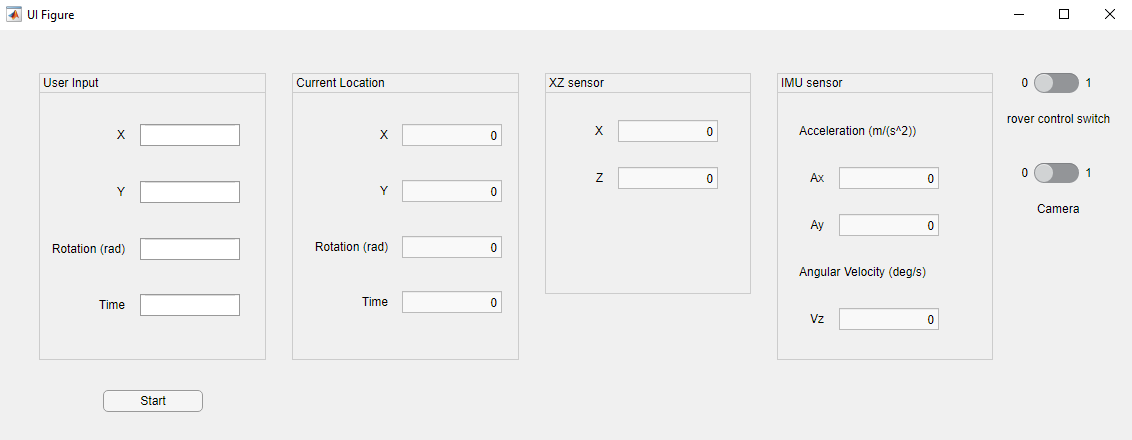 UI Figure
User Input
X
Y
Rotation (rad)
Time
Start
Current Location
X 0
Y 0
Rotation (rad) 0
Time 0
XZ sensor
X 0
Z 0
IMU sensor
Acceleration (m/(s^2))
Ax 0
Ay 0
Angular Velocity (deg/s)
Vz 0
0 1
rover control switch
0 1
Camera